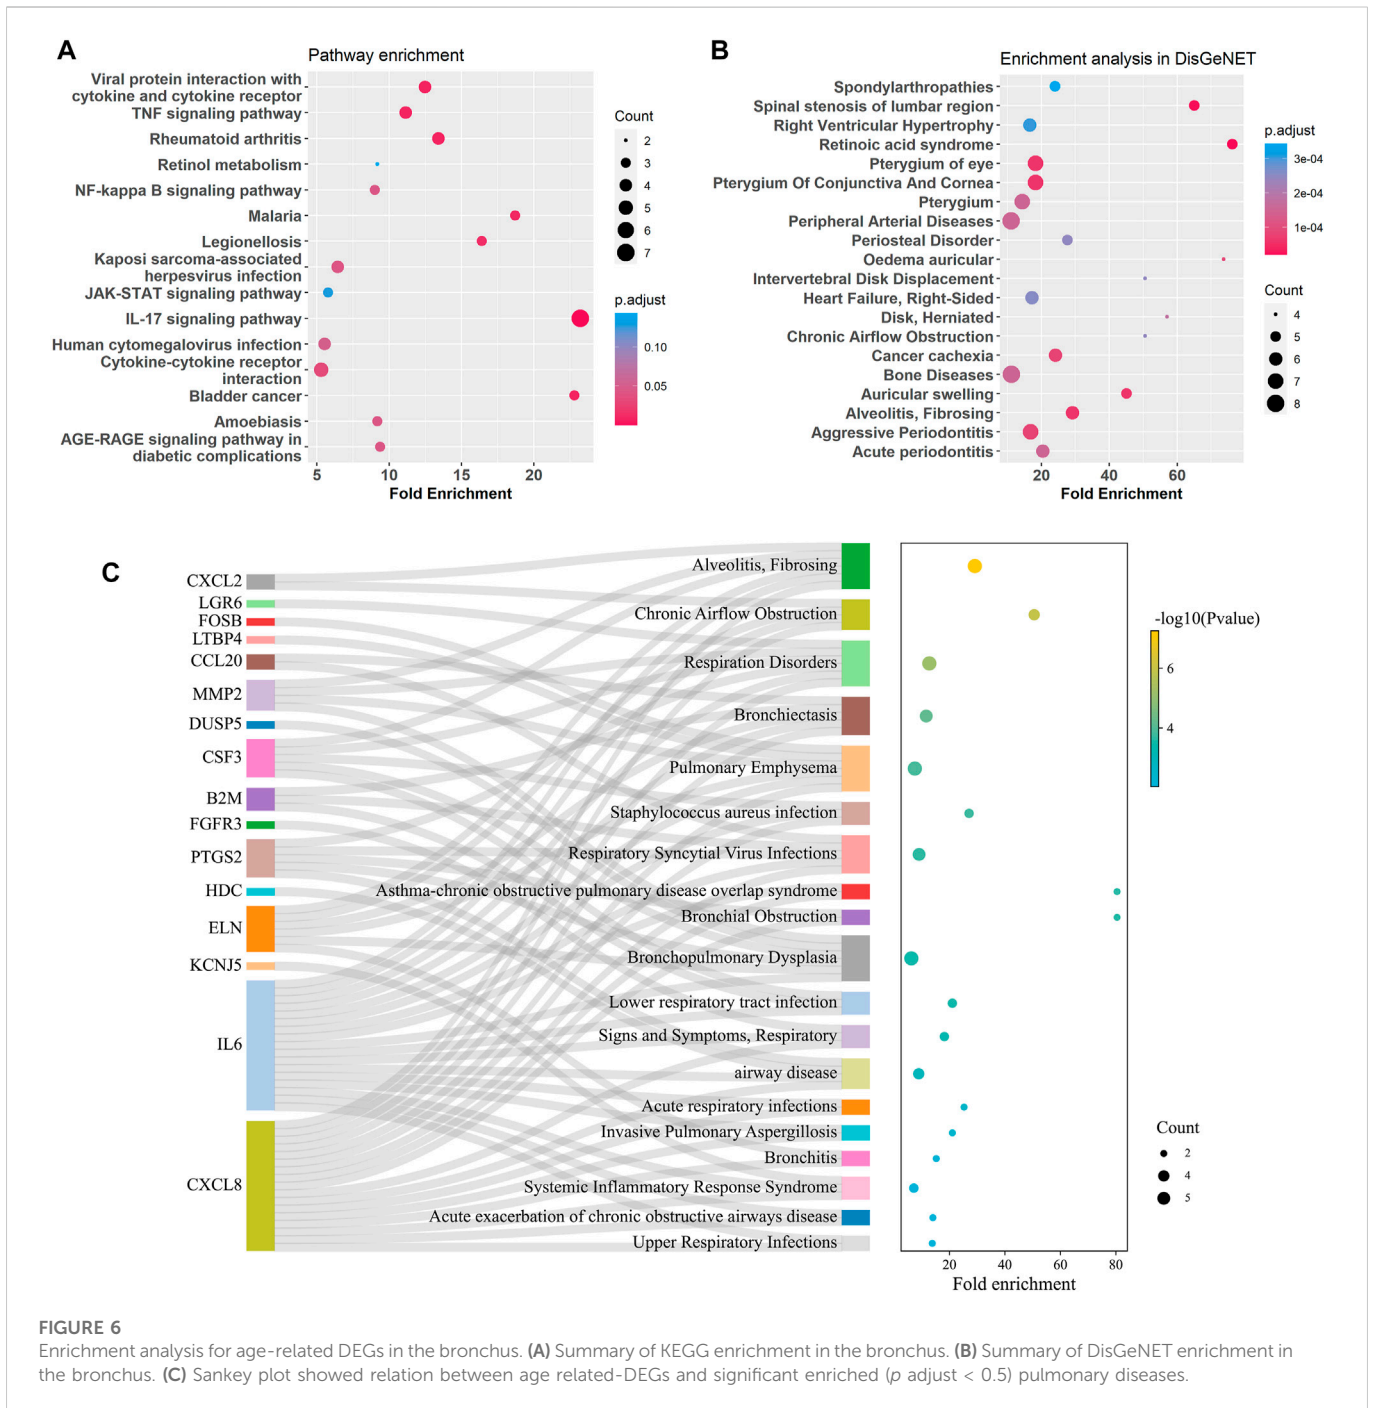 A
Pathway enrichment
Viral protein interaction with
cytokine and cytokine receptor
TNF signaling pathway
Rheumatoid arthritis
Retinol metabolism
NF-kappa B signaling pathway
Malaria
Legionellosis
Kaposi sarcoma-associated
herpesvirus infection
JAK-STAT signaling pathway
IL-17 signaling pathway
Human cytomegalovirus infection
Cytokine-cytokine receptor
interaction
Bladder cancer
Amoebiasis
AGE-RAGE signaling pathway in
diabetic complications
5 10 15 20
Fold Enrichment
Count
2
3
4
5
6
7
p.adjust
0.10
0.05
B
Enrichment analysis in DisGeNET
Spondylarthropathies
Spinal stenosis of lumbar region
Right Ventricular Hypertrophy
Retinoic acid syndrome
Pterygium of eye
Pterygium Of Conjunctiva And Cornea
Pterygium
Peripheral Arterial Diseases
Periosteal Disorder
Oedema auricular
Intervertebral Disk Displacement
Heart Failure, Right-Sided
Disk, Herniated
Chronic Airflow Obstruction
Cancer cachexia
Bone Diseases
Auricular swelling
Alveolitis, Fibrosing
Aggressive Periodontitis
Acute periodontitis
20 40 60
Fold Enrichment
p.adjust
3e-04
2e-04
1e-04
Count
4
5
6
7
8
C
CXCL2
LGR6
FOSB
LTBP4
CCL20
MMP2
DUSP5
CSF3
B2M
FGFR3
PTGS2
HDC
ELN
KCNJ5
IL6
CXCL8
Alveolitis, Fibrosing
Chronic Airflow Obstruction
Respiration Disorders
Bronchiectasis
Pulmonary Emphysema
Staphylococcus aureus infection
Respiratory Syncytial Virus Infections
Asthma-chronic obstructive pulmonary disease overlap syndrome
Bronchial Obstruction
Bronchopulmonary Dysplasia
Lower respiratory tract infection
Signs and Symptoms, Respiratory
airway disease
Acute respiratory infections
Invasive Pulmonary Aspergillosis
Bronchitis
Systemic Inflammatory Response Syndrome
Acute exacerbation of chronic obstructive airways disease
Upper Respiratory Infections
20 40 60 80
Fold enrichment
-log10(Pvalue)
6
4
Count
2
4
5
FIGURE 6
Enrichment analysis for age-related DEGs in the bronchus. (A) Summary of KEGG enrichment in the bronchus. (B) Summary of DisGeNET enrichment in
the bronchus. (C) Sankey plot showed relation between age related-DEGs and significant enriched (p adjust < 0.5) pulmonary diseases.